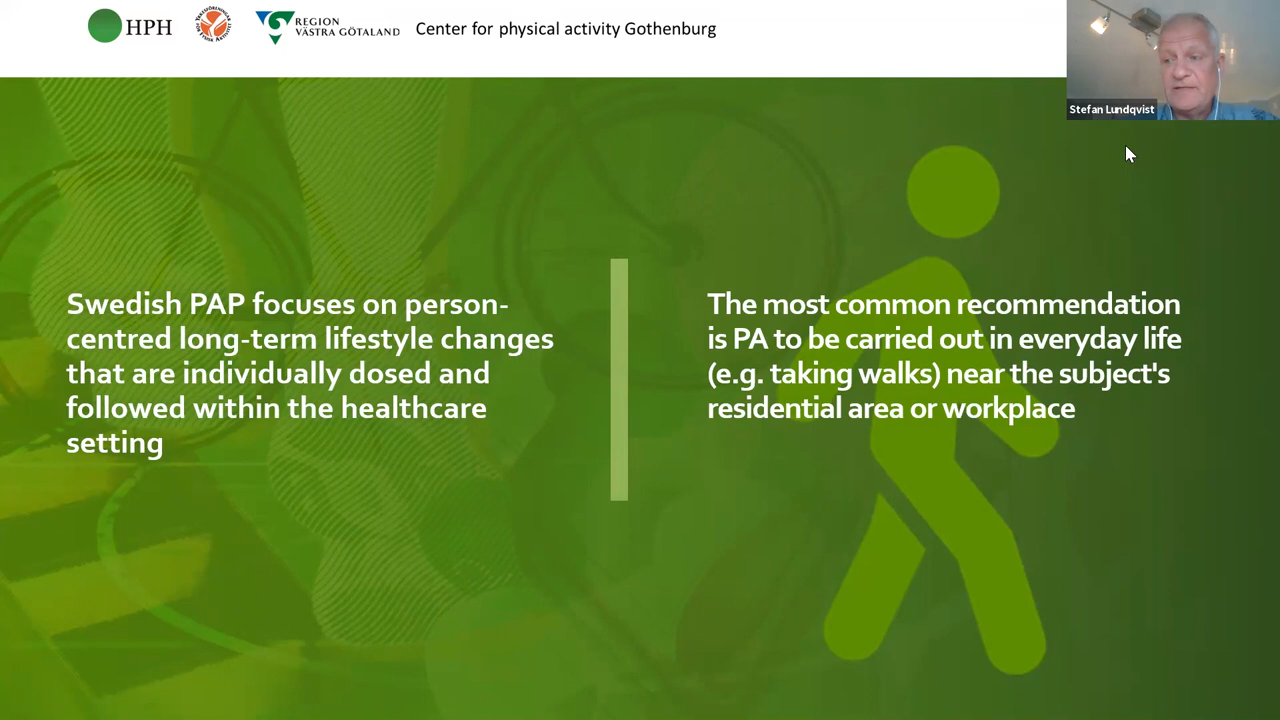 HPH
REGION
VÄSTRA GÖTALAND
Center for physical activity Gothenburg
Stefan Lundqvist
Swedish PAP focuses on person-
centred long-term lifestyle changes
that are individually dosed and
followed within the healthcare
setting
The most common recommendation
is PA to be carried out in everyday life
(e.g. taking walks) near the subject's
residential area or workplace